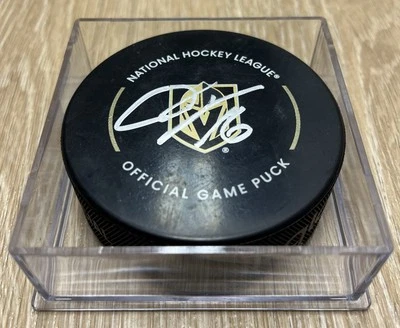 NATIONAL HOCKEY LEAGUE®
OFFICIAL GAME PUCK
®